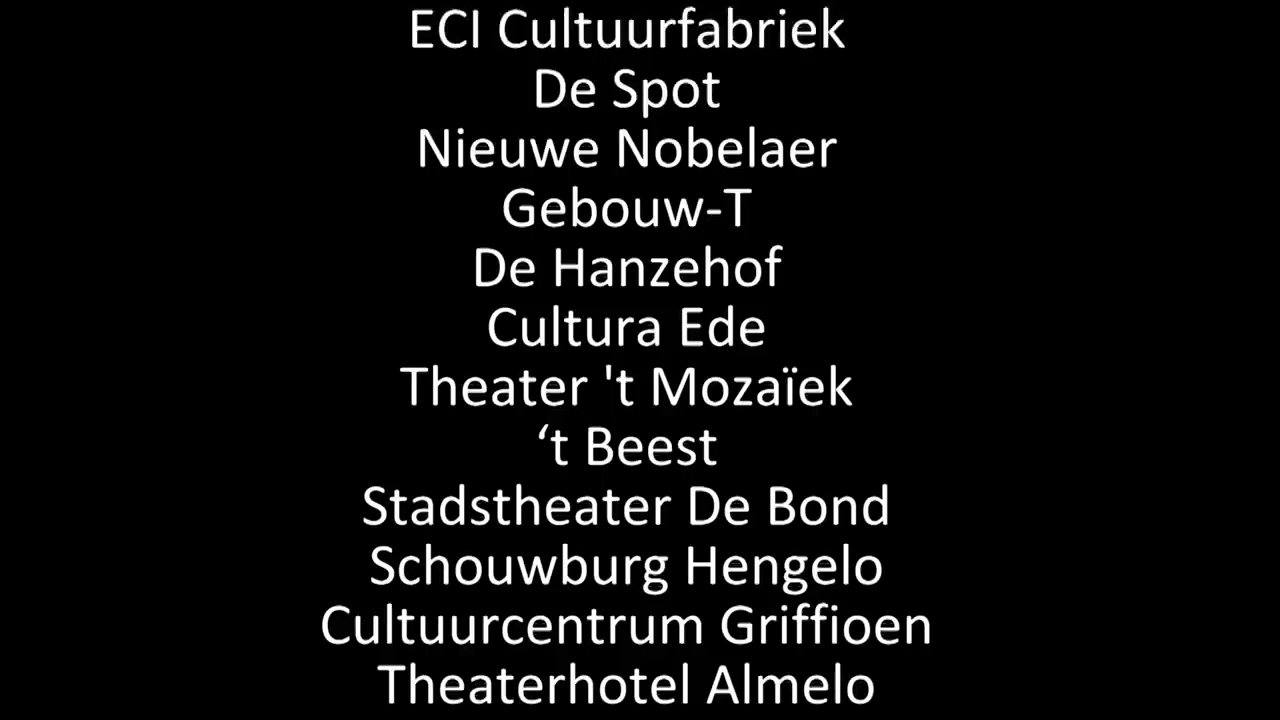 ECI Cultuurfabriek
De Spot
Nieuwe Nobelaer
Gebouw-T
De Hanzehof
Cultura Ede
Theater 't Mozaïek
‘t Beest
Stadstheater De Bond
Schouwburg Hengelo
Cultuurcentrum Griffioen
Theaterhotel Almelo